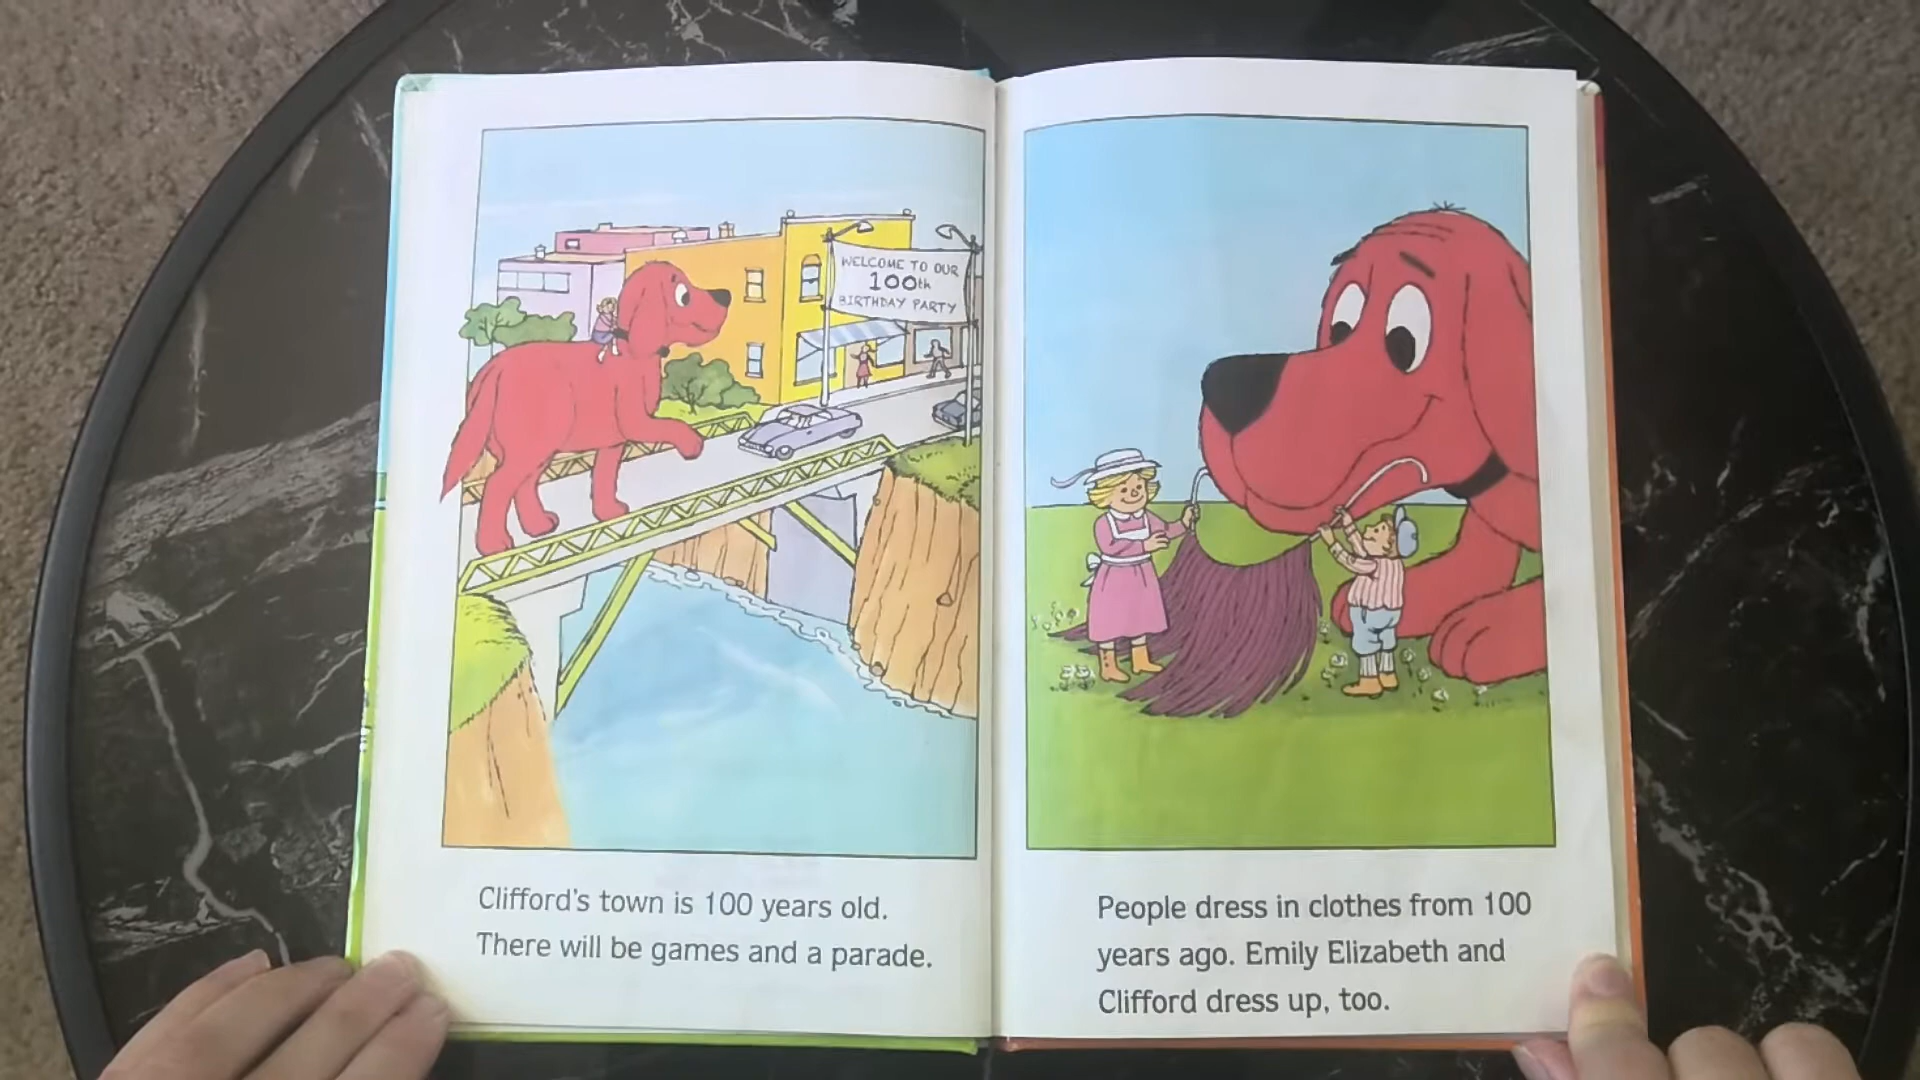 WELCOME TO OUR
100th
BIRTHDAY PARTY
Clifford's town is 100 years old.
There will be games and a parade.
People dress in clothes from 100
years ago. Emily Elizabeth and
Clifford dress up, too.